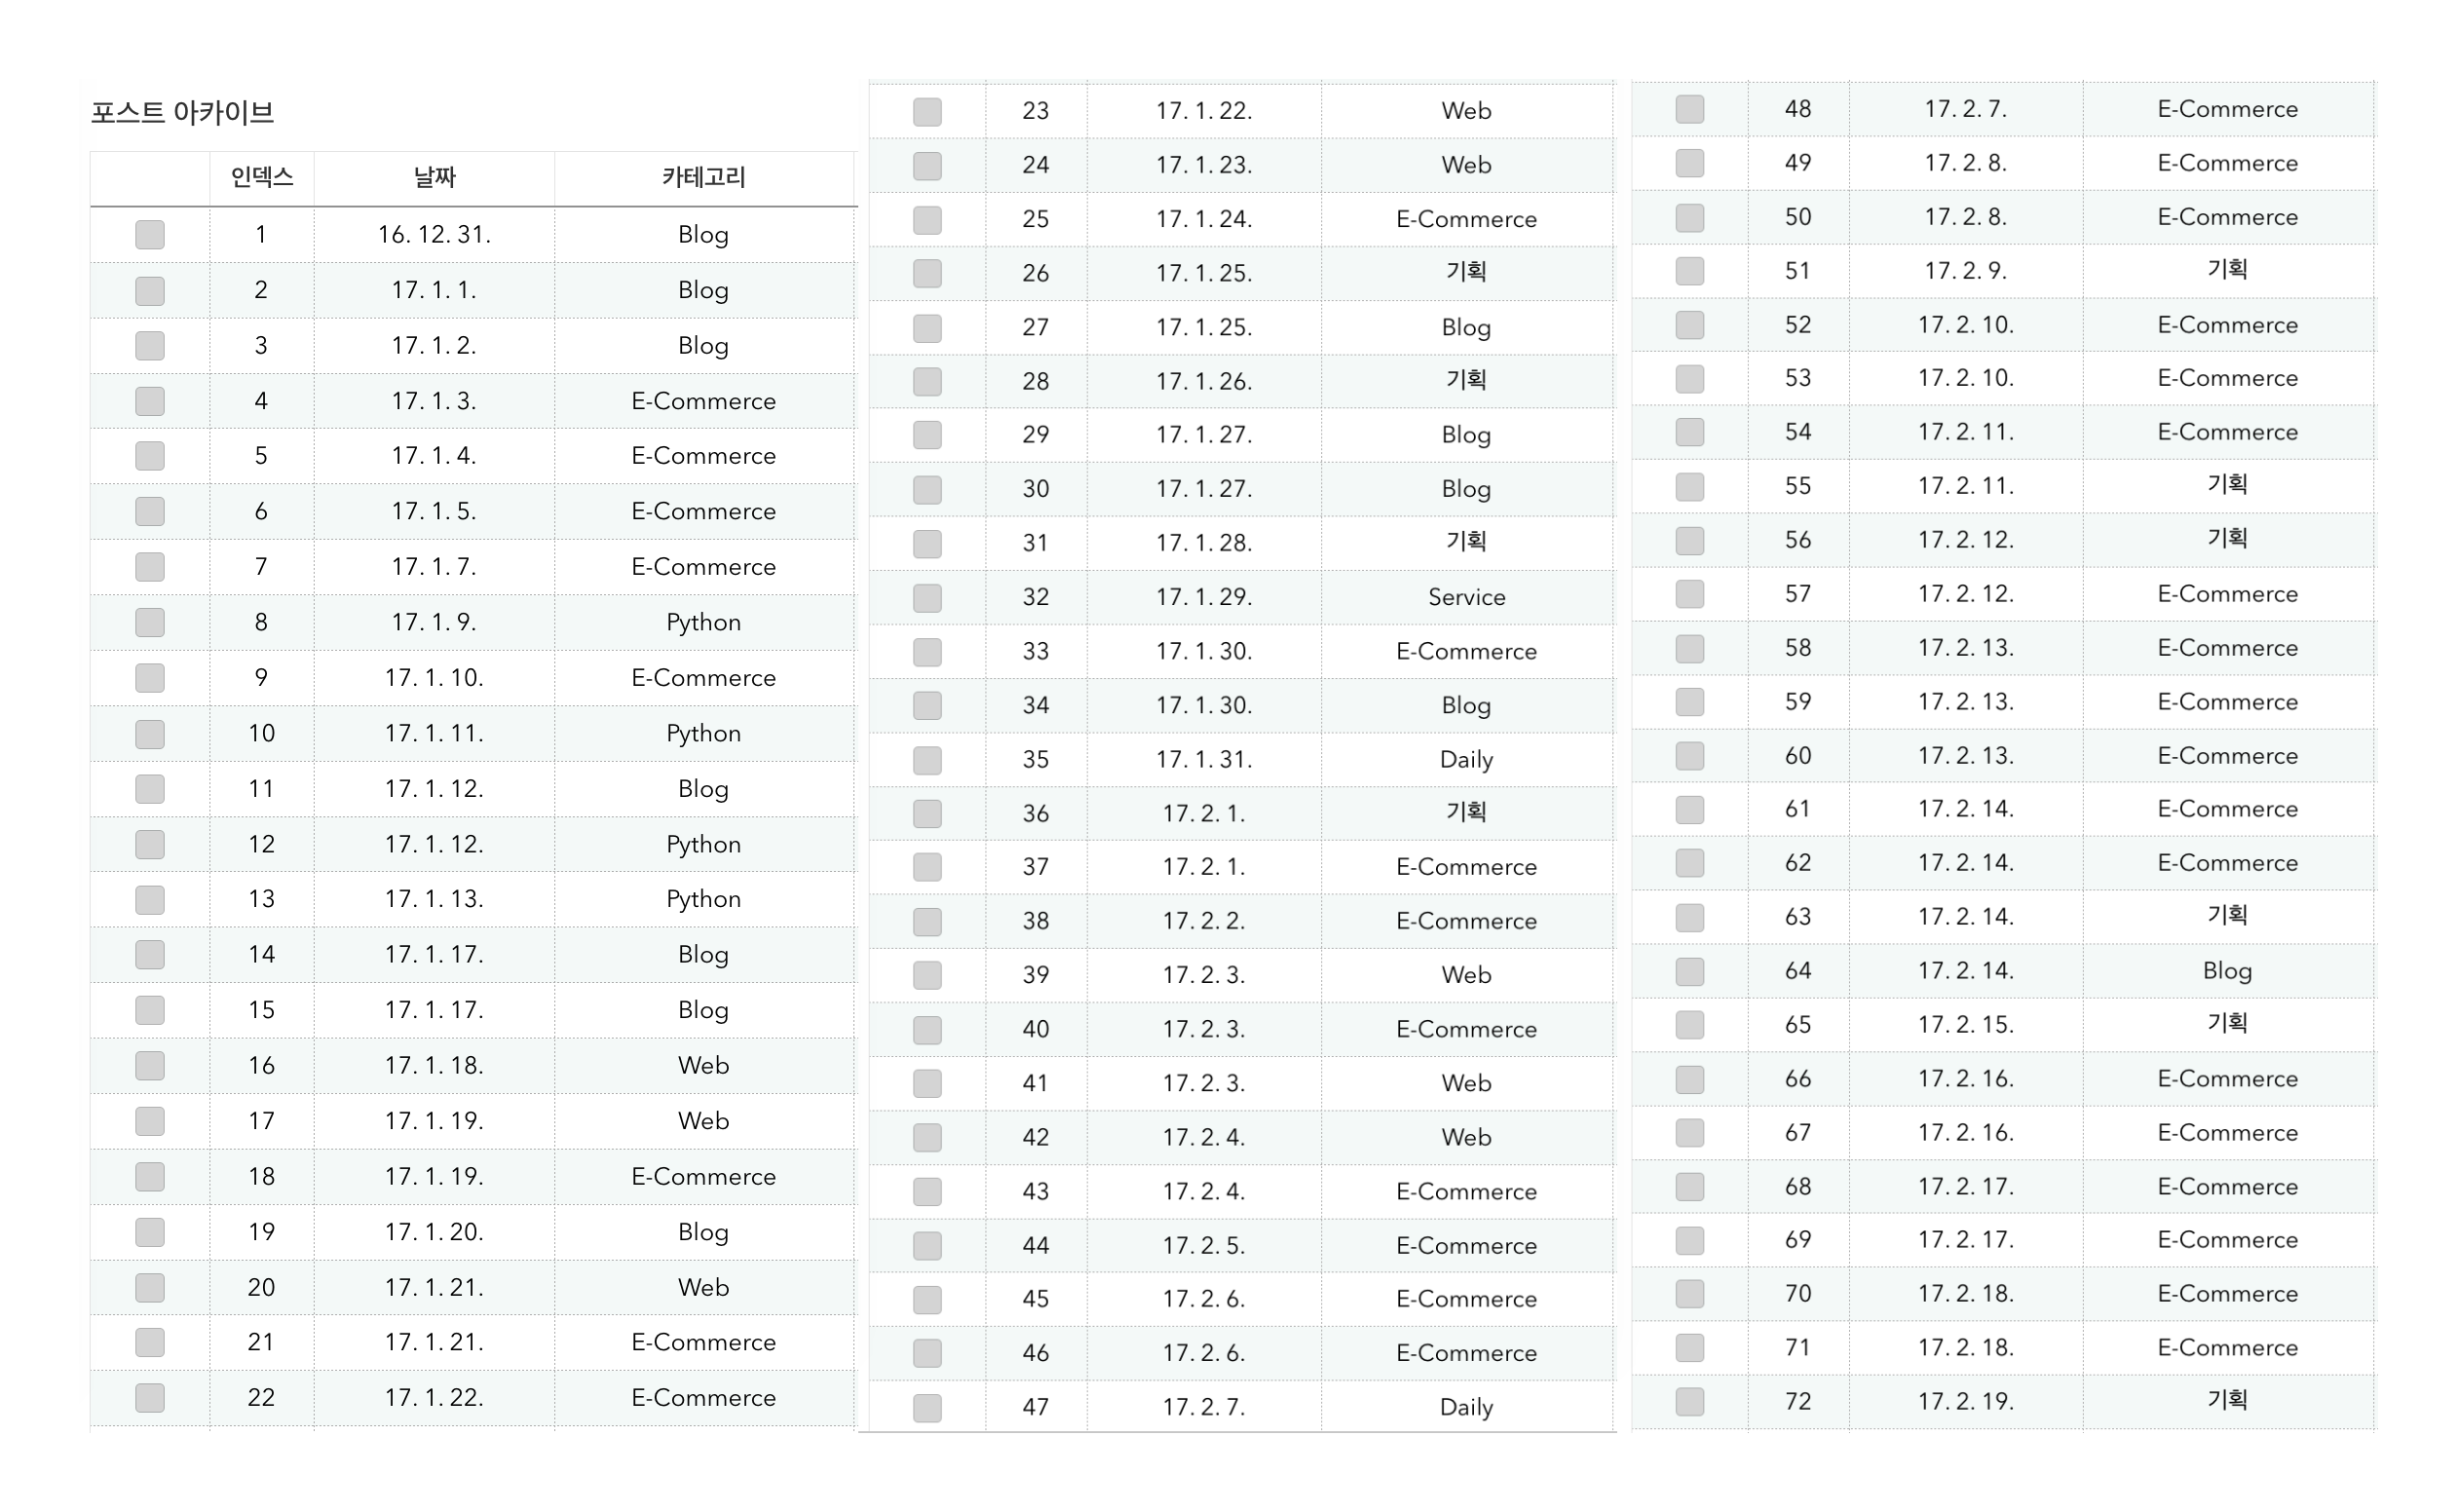 포스트 아카이브
인덱스 날짜 카테고리
1 16. 12. 31. Blog
2 17. 1. 1. Blog
3 17. 1. 2. Blog
4 17. 1. 3. E-Commerce
5 17. 1. 4. E-Commerce
6 17. 1. 5. E-Commerce
7 17. 1. 7. E-Commerce
8 17. 1. 9. Python
9 17. 1. 10. E-Commerce
10 17. 1. 11. Python
11 17. 1. 12. Blog
12 17. 1. 12. Python
13 17. 1. 13. Python
14 17. 1. 17. Blog
15 17. 1. 17. Blog
16 17. 1. 18. Web
17 17. 1. 19. Web
18 17. 1. 19. E-Commerce
19 17. 1. 20. Blog
20 17. 1. 21. Web
21 17. 1. 21. E-Commerce
22 17. 1. 22. E-Commerce
23 17. 1. 22. Web
24 17. 1. 23. Web
25 17. 1. 24. E-Commerce
26 17. 1. 25. 기획
27 17. 1. 25. Blog
28 17. 1. 26. 기획
29 17. 1. 27. Blog
30 17. 1. 27. Blog
31 17. 1. 28. 기획
32 17. 1. 29. Service
33 17. 1. 30. E-Commerce
34 17. 1. 30. Blog
35 17. 1. 31. Daily
36 17. 2. 1. 기획
37 17. 2. 1. E-Commerce
38 17. 2. 2. E-Commerce
39 17. 2. 3. Web
40 17. 2. 3. E-Commerce
41 17. 2. 3. Web
42 17. 2. 4. Web
43 17. 2. 4. E-Commerce
44 17. 2. 5. E-Commerce
45 17. 2. 6. E-Commerce
46 17. 2. 6. E-Commerce
47 17. 2. 7. Daily
48 17. 2. 7. E-Commerce
49 17. 2. 8. E-Commerce
50 17. 2. 8. E-Commerce
51 17. 2. 9. 기획
52 17. 2. 10. E-Commerce
53 17. 2. 10. E-Commerce
54 17. 2. 11. E-Commerce
55 17. 2. 11. 기획
56 17. 2. 12. 기획
57 17. 2. 12. E-Commerce
58 17. 2. 13. E-Commerce
59 17. 2. 13. E-Commerce
60 17. 2. 13. E-Commerce
61 17. 2. 14. E-Commerce
62 17. 2. 14. E-Commerce
63 17. 2. 14. 기획
64 17. 2. 14. Blog
65 17. 2. 15. 기획
66 17. 2. 16. E-Commerce
67 17. 2. 16. E-Commerce
68 17. 2. 17. E-Commerce
69 17. 2. 17. E-Commerce
70 17. 2. 18. E-Commerce
71 17. 2. 18. E-Commerce
72 17. 2. 19. 기획